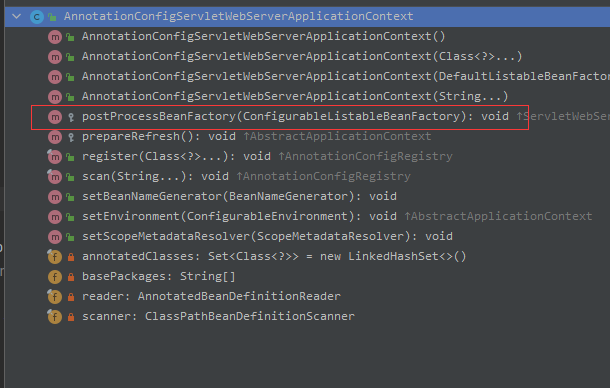 AnnotationConfigServletWebServerApplicationContext
AnnotationConfigServletWebServerApplicationContext()
AnnotationConfigServletWebServerApplicationContext(Class<?>...)
AnnotationConfigServletWebServerApplicationContext(DefaultListableBeanFactor
AnnotationConfigServletWebServerApplicationContext(String...)
postProcessBeanFactory(ConfigurableListableBeanFactory): void ↑ServletWebSer
prepareRefresh(): void ↑AbstractApplicationContext
register(Class<?>...): void ↑AnnotationConfigRegistry
scan(String...): void ↑AnnotationConfigRegistry
setBeanNameGenerator(BeanNameGenerator): void
setEnvironment(ConfigurableEnvironment): void ↑AbstractApplicationContext
setScopeMetadataResolver(ScopeMetadataResolver): void
annotatedClasses: Set<Class<?>> = new LinkedHashSet<>()
basePackages: String[]
reader: AnnotatedBeanDefinitionReader
scanner: ClassPathBeanDefinitionScanner